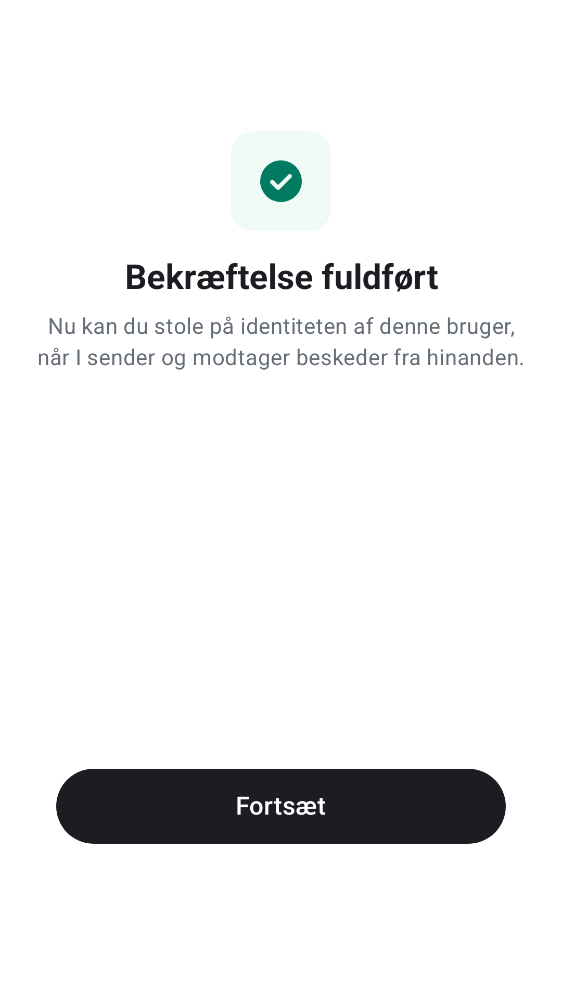 Bekræftelse fuldført
Nu kan du stole på identiteten af denne bruger,
når I sender og modtager beskeder fra hinanden.
Fortsæt